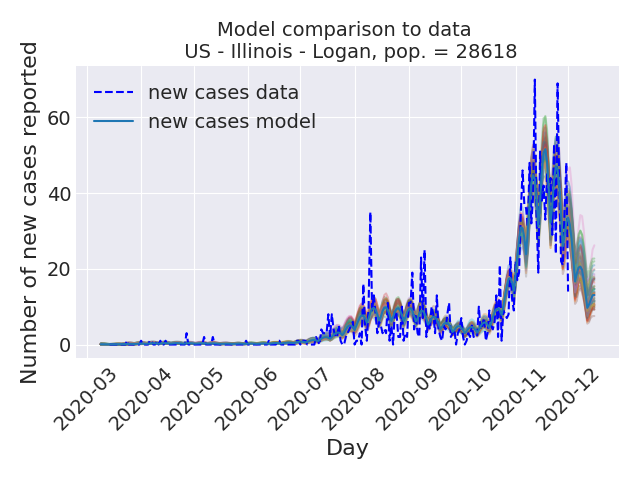 Model comparison to data
US - Illinois - Logan, pop. = 28618
Number of new cases reported
60
40
20
0
new cases data
new cases model
2020-03
2020-04
2020-05
2020-06
2020-07
2020-08
2020-09
2020-10
2020-11
2020-12
Day